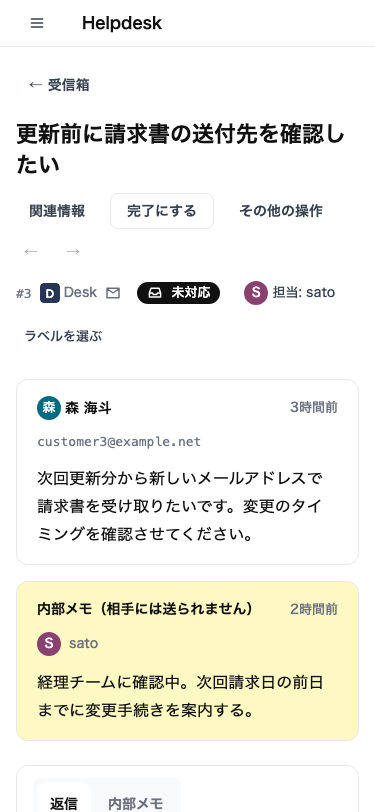 Helpdesk
← 受信箱
更新前に請求書の送付先を確認し
たい
関連情報 完了にする その他の操作
← →
#3 D Desk 未対応 S 担当: sato
ラベルを選ぶ
森 森 海斗 3時間前
customer3@example.net
次回更新分から新しいメールアドレスで
請求書を受け取りたいです。変更のタイ
ミングを確認させてください。
内部メモ（相手には送られません） 2時間前
S sato
経理チームに確認中。次回請求日の前日
までに変更手続きを案内する。
返信 内部メモ